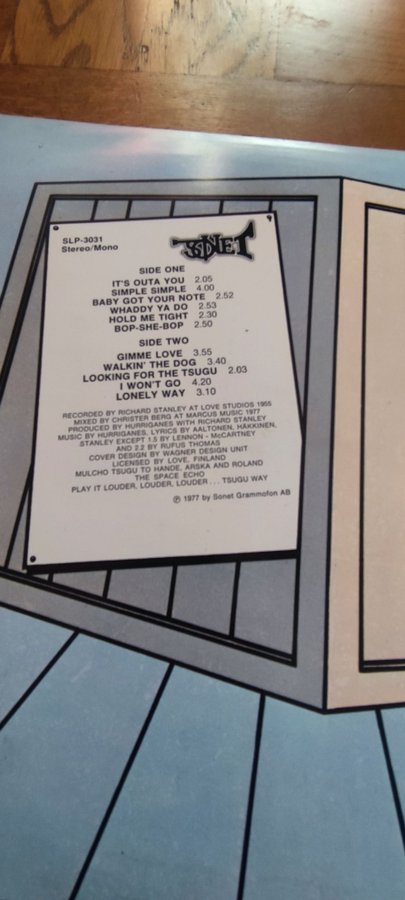 SLP-3031
Stereo/Mono
SONET
SIDE ONE
IT'S OUTA YOU 2.05
SIMPLE SIMPLE 4.00
BABY GOT YOUR NOTE 2.52
WHADDY YA DO 2.53
HOLD ME TIGHT 2.30
BOP-SHE-BOP 2.50
SIDE TWO
GIMME LOVE 3.55
WALKIN' THE DOG 3.40
LOOKING FOR THE TSUGU 2.03
I WON'T GO 4.20
LONELY WAY 3.10
RECORDED BY RICHARD STANLEY AT LOVE STUDIOS 1955
MIXED BY CHRISTER BERG AT MARCUS MUSIC 1977
PRODUCED BY HURRIGANES WITH RICHARD STANLEY
MUSIC BY HURRIGANES, LYRICS BY AALTONEN, HÄKKINEN,
STANLEY EXCEPT 1.5 BY LENNON - McCARTNEY
AND 2.2 BY RUFUS THOMAS
COVER DESIGN BY WAGNER DESIGN UNIT
LICENSED BY LOVE, FINLAND
MULCHO TSUGU TO HANDE, ARSKA AND ROLAND
THE SPACE ECHO
PLAY IT LOUDER, LOUDER, LOUDER . . . TSUGU WAY
℗ 1977 by Sonet Grammofon AB